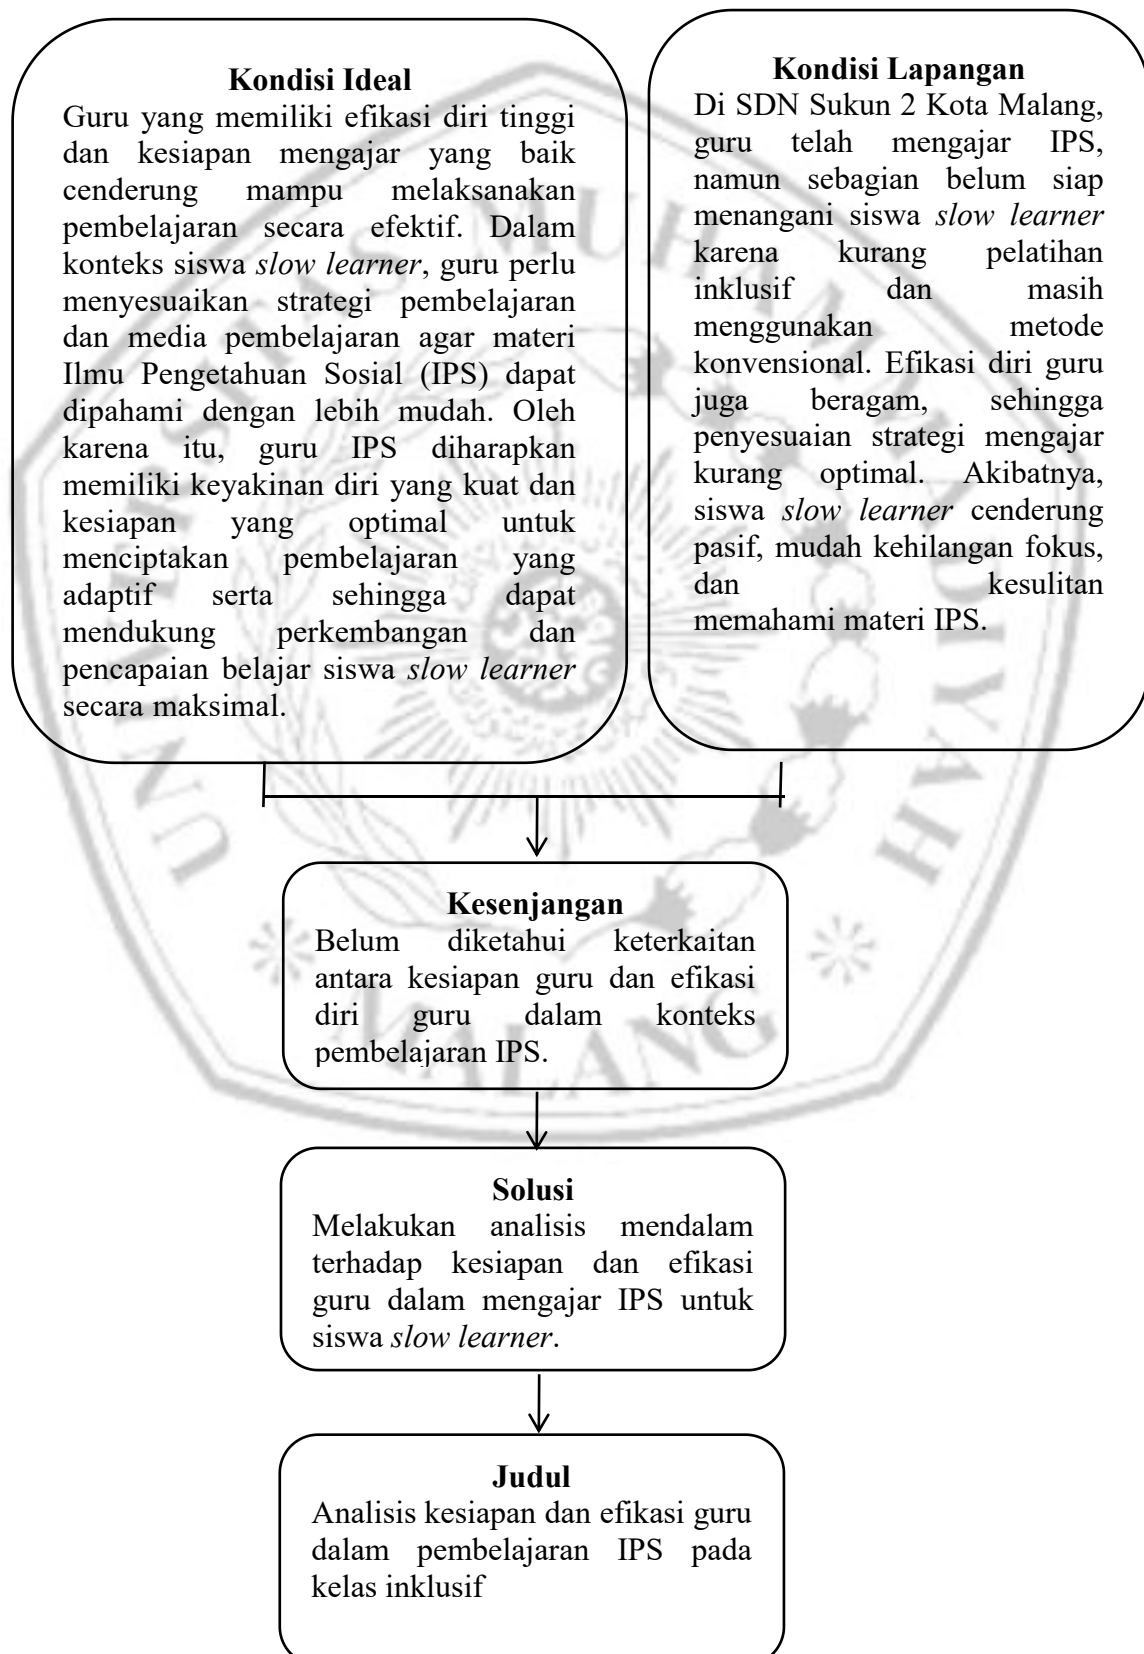 Kondisi Ideal
Guru yang memiliki efikasi diri tinggi
dan kesiapan mengajar yang baik
cenderung mampu melaksanakan
pembelajaran secara efektif. Dalam
konteks siswa slow learner, guru perlu
menyesuaikan strategi pembelajaran
dan media pembelajaran agar materi
Ilmu Pengetahuan Sosial (IPS) dapat
dipahami dengan lebih mudah. Oleh
karena itu, guru IPS diharapkan
memiliki keyakinan diri yang kuat dan
kesiapan yang optimal untuk
menciptakan pembelajaran yang
adaptif serta sehingga dapat
mendukung perkembangan dan
pencapaian belajar siswa slow learner
secara maksimal.
Kondisi Lapangan
Di SDN Sukun 2 Kota Malang,
guru telah mengajar IPS,
namun sebagian belum siap
menangani siswa slow learner
karena kurang pelatihan
inklusif dan masih
menggunakan metode
konvensional. Efikasi diri guru
juga beragam, sehingga
penyesuaian strategi mengajar
kurang optimal. Akibatnya,
siswa slow learner cenderung
pasif, mudah kehilangan fokus,
dan kesulitan
memahami materi IPS.
Kesenjangan
Belum diketahui keterkaitan
antara kesiapan guru dan efikasi
diri guru dalam konteks
pembelajaran IPS.
Solusi
Melakukan analisis mendalam
terhadap kesiapan dan efikasi
guru dalam mengajar IPS untuk
siswa slow learner.
Judul
Analisis kesiapan dan efikasi guru
dalam pembelajaran IPS pada
kelas inklusif
UNIVERSITAS MUHAMMADIYAH
MALANG